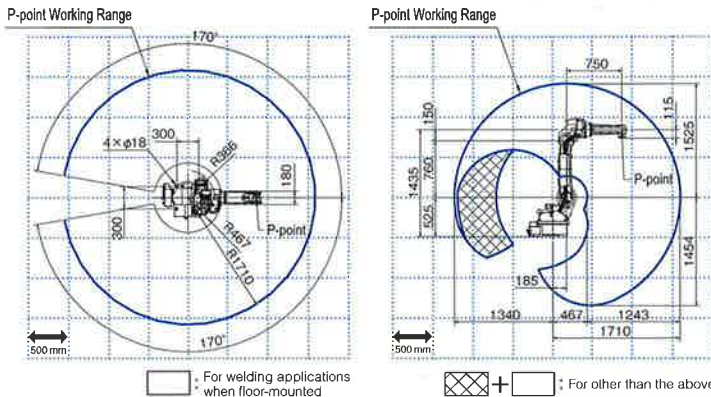 P-point Working Range
170°
300
4×φ18
R386
180
P-point
300
R467
R1710
170°
500 mm
: For welding applications
when floor-mounted
P-point Working Range
750
150
115
1525
1435
760
P-point
525
1454
185
1340
467
1243
1710
500 mm
+
: For other than the above